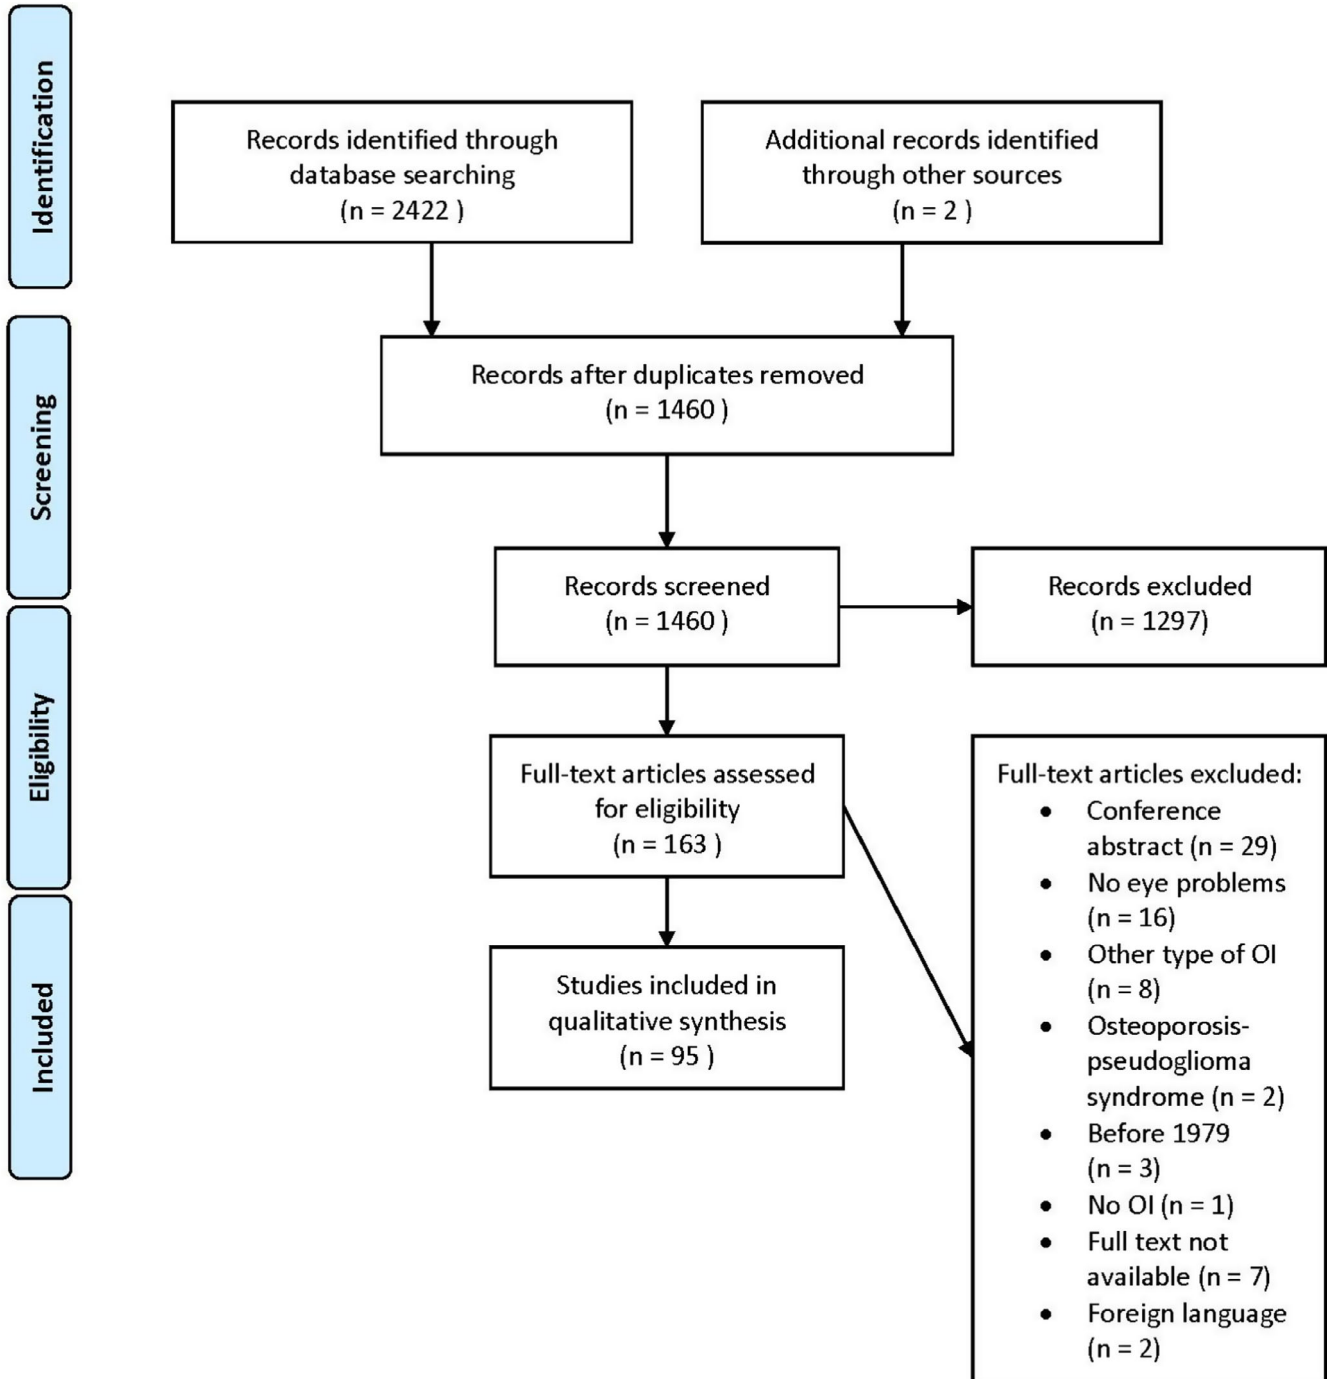 Identification
Records identified through
database searching
(n = 2422 )
Additional records identified
through other sources
(n = 2 )
Screening
Records after duplicates removed
(n = 1460 )
Records screened
(n = 1460 )
Records excluded
(n = 1297)
Eligibility
Full-text articles assessed
for eligibility
(n = 163 )
Full-text articles excluded:
• Conference
abstract (n = 29)
• No eye problems
(n = 16)
• Other type of OI
(n = 8)
• Osteoporosis-
pseudoglioma
syndrome (n = 2)
• Before 1979
(n = 3)
• No OI (n = 1)
• Full text not
available (n = 7)
• Foreign language
(n = 2)
Included
Studies included in
qualitative synthesis
(n = 95 )